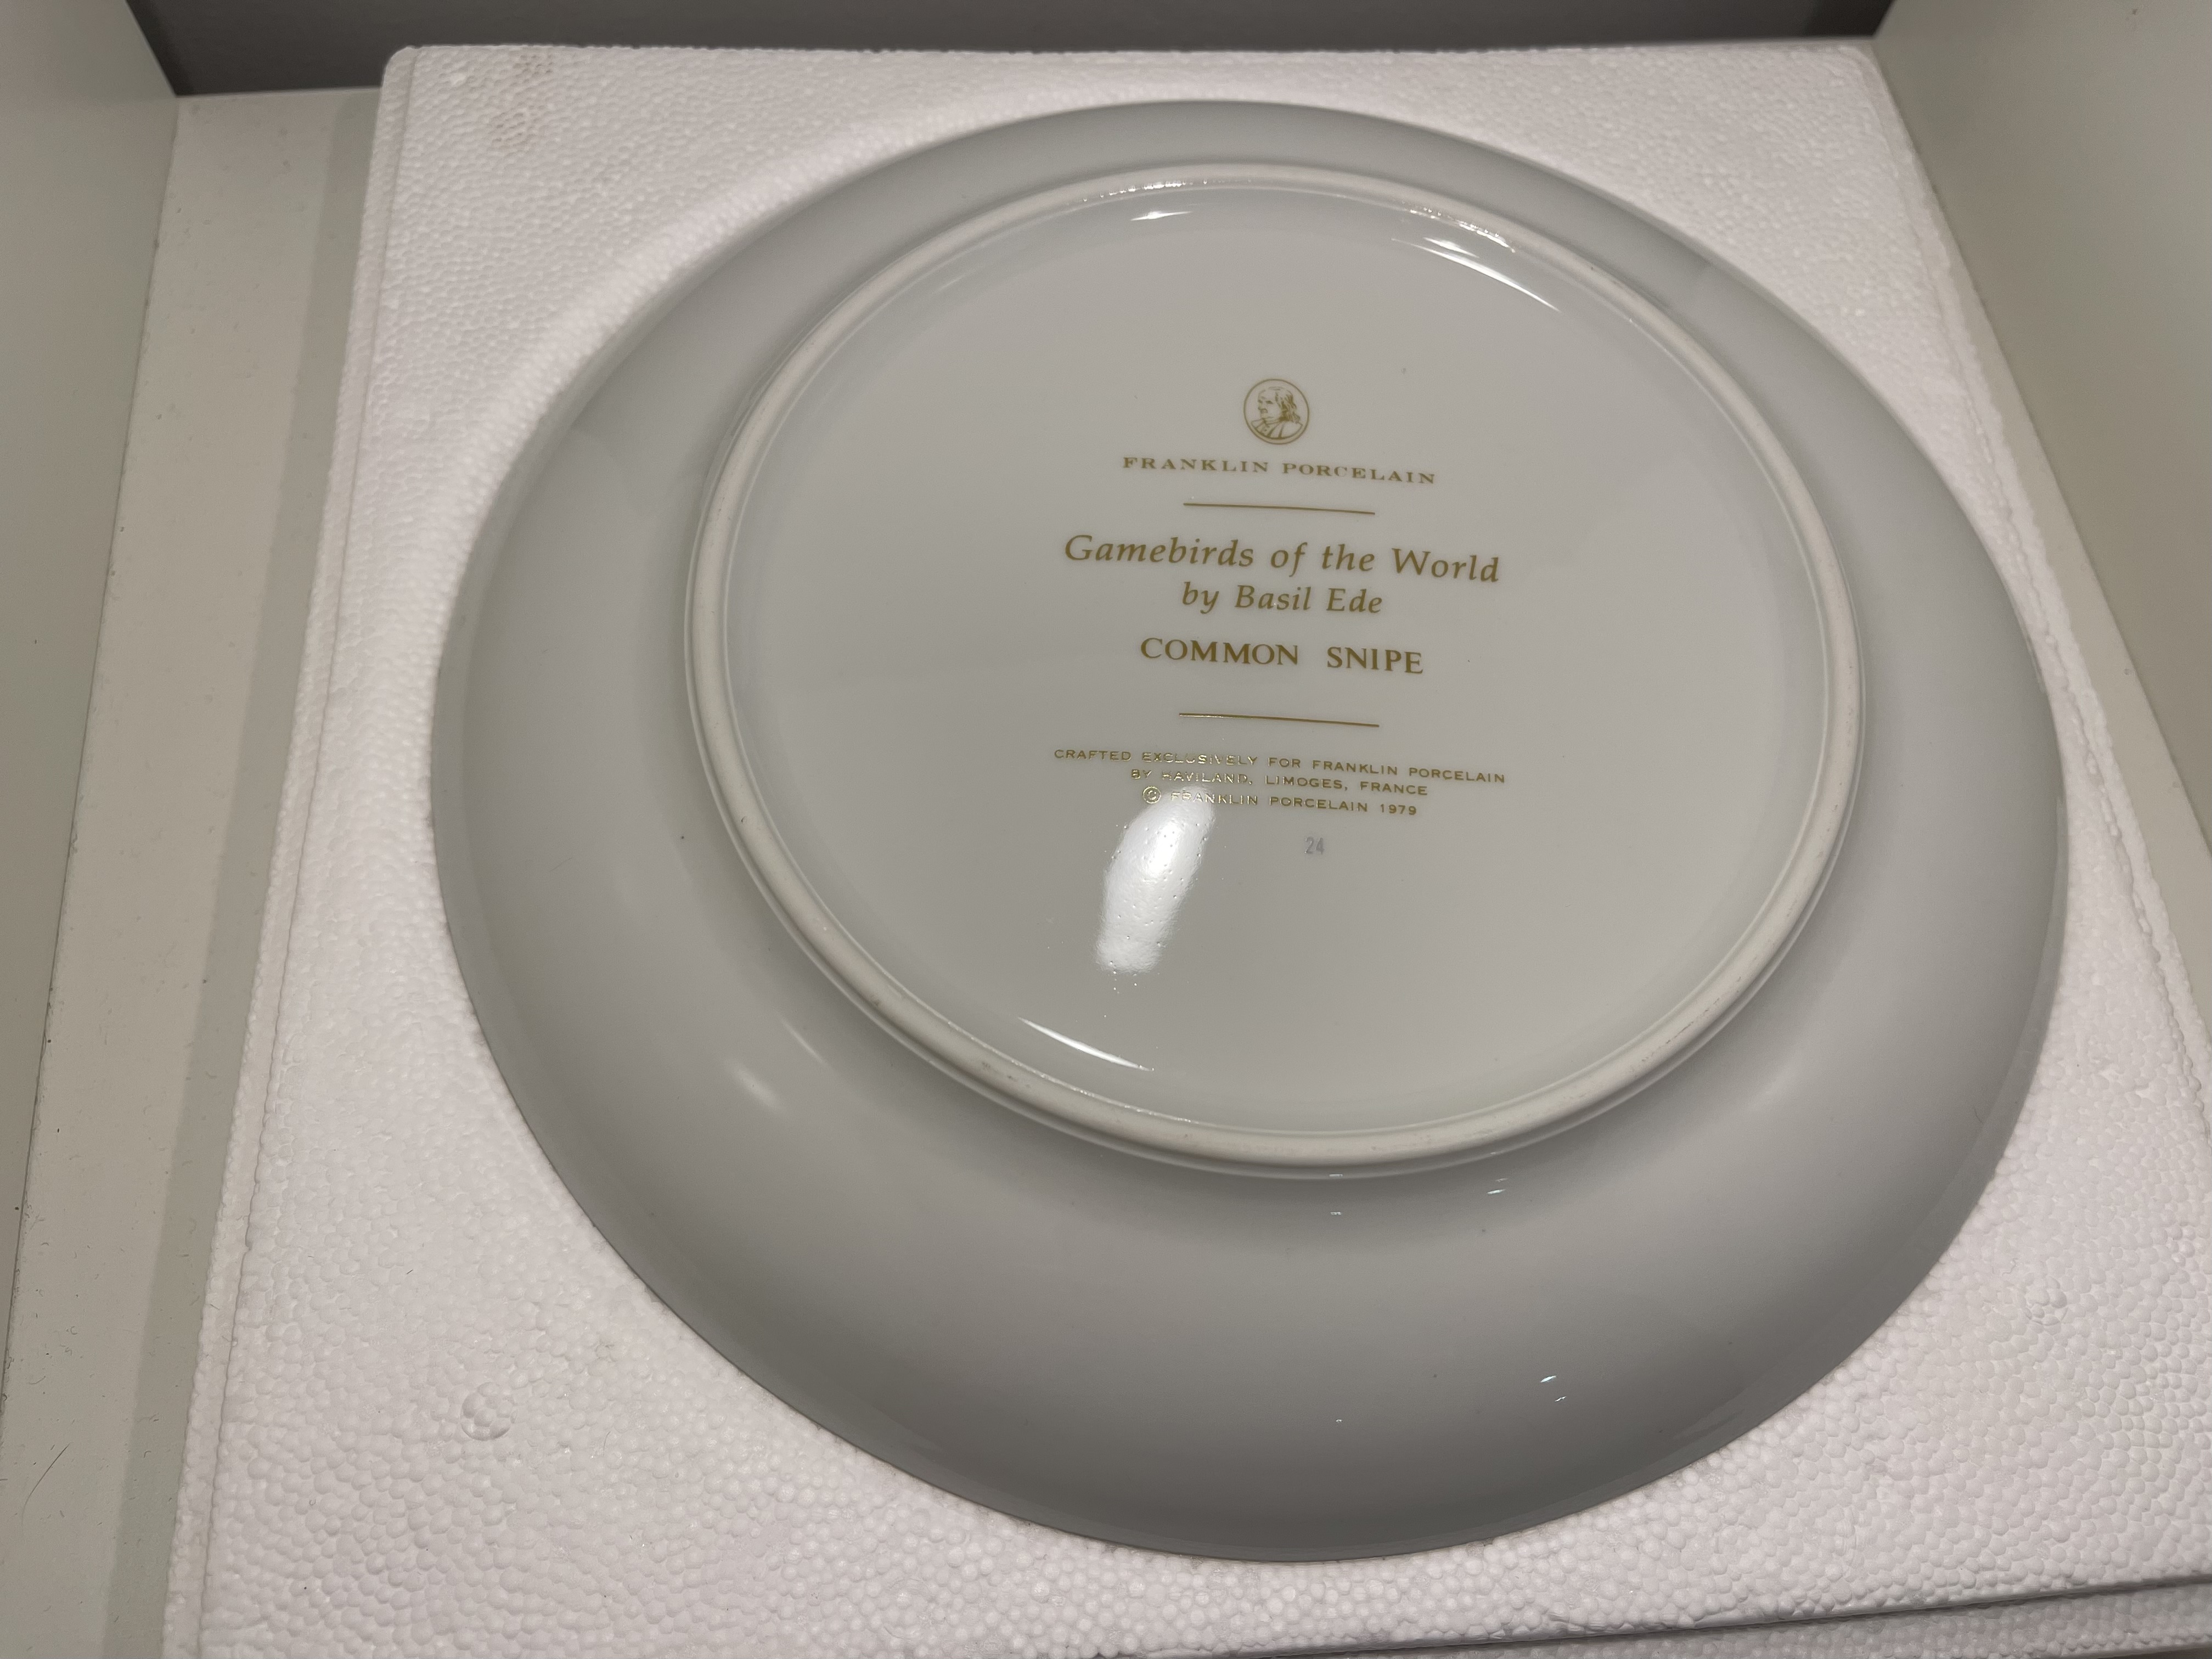 FRANKLIN PORCELAIN
Gamebirds of the World
by Basil Ede
COMMON SNIPE
CRAFTED EXCLUSIVELY FOR FRANKLIN PORCELAIN
BY HAVILAND, LIMOGES, FRANCE
© FRANKLIN PORCELAIN 1979
24